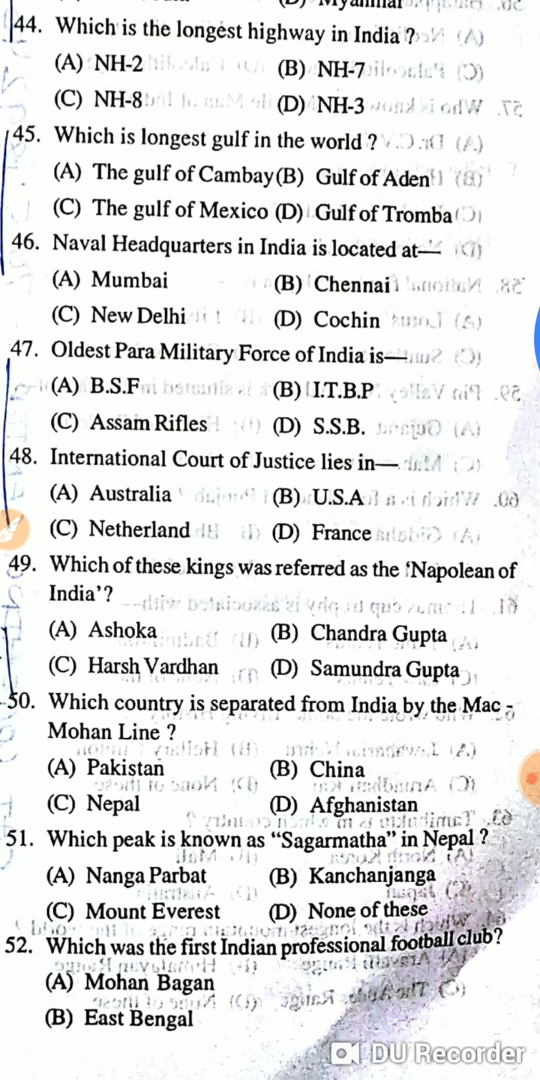 44. Which is the longest highway in India ?
(A) NH-2 (B) NH-7
(C) NH-8 (D) NH-3
45. Which is longest gulf in the world ?
(A) The gulf of Cambay (B) Gulf of Aden
(C) The gulf of Mexico (D) Gulf of Tromba
46. Naval Headquarters in India is located at—
(A) Mumbai (B) Chennai
(C) New Delhi (D) Cochin
47. Oldest Para Military Force of India is—
(A) B.S.F (B) I.T.B.P
(C) Assam Rifles (D) S.S.B.
48. International Court of Justice lies in—
(A) Australia (B) U.S.A
(C) Netherland (D) France
49. Which of these kings was referred as the ‘Napolean of
India’?
(A) Ashoka (B) Chandra Gupta
(C) Harsh Vardhan (D) Samundra Gupta
50. Which country is separated from India by the Mac -
Mohan Line ?
(A) Pakistan (B) China
(C) Nepal (D) Afghanistan
51. Which peak is known as “Sagarmatha” in Nepal ?
(A) Nanga Parbat (B) Kanchanjanga
(C) Mount Everest (D) None of these
52. Which was the first Indian professional football club?
(A) Mohan Bagan
(B) East Bengal
DU Recorder